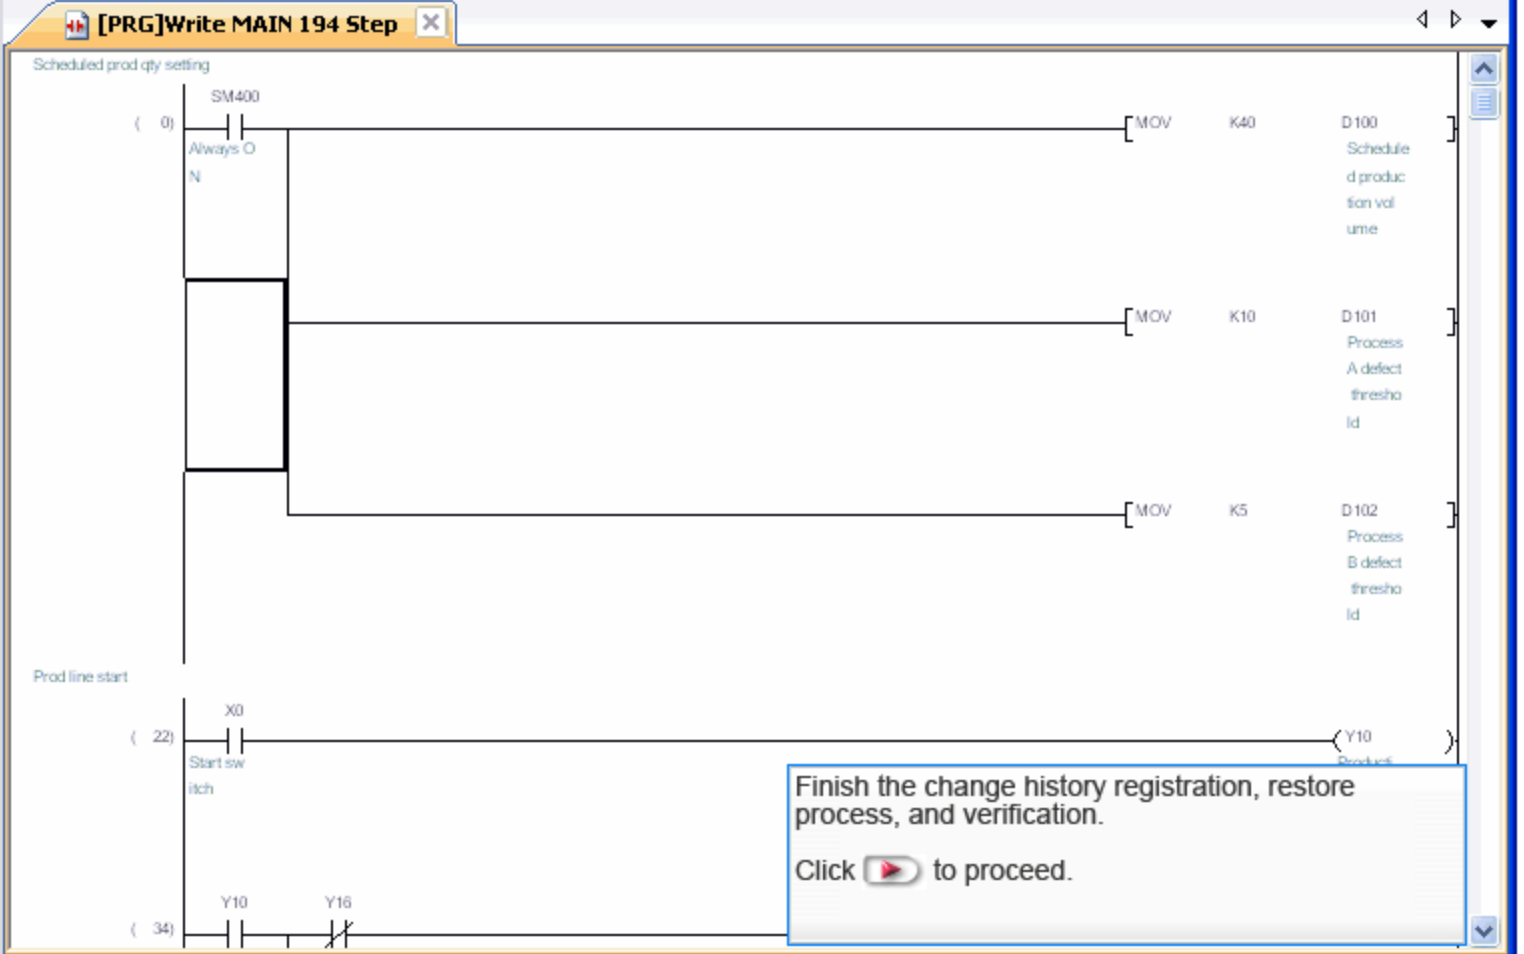 [PRG]Write MAIN 194 Step
Scheduled prod qty setting
SM400
( 0) MOV K40 D100
Always O
N
Schedule
d produc
tion vol
ume
MOV K10 D101
Process
A defect
thresho
ld
MOV K5 D102
Process
B defect
thresho
ld
Prod line start
X0
( 22) Y10
Start sw
itch
Producti
Finish the change history registration, restore
process, and verification.
Click to proceed.
Y10 Y16
( 34)